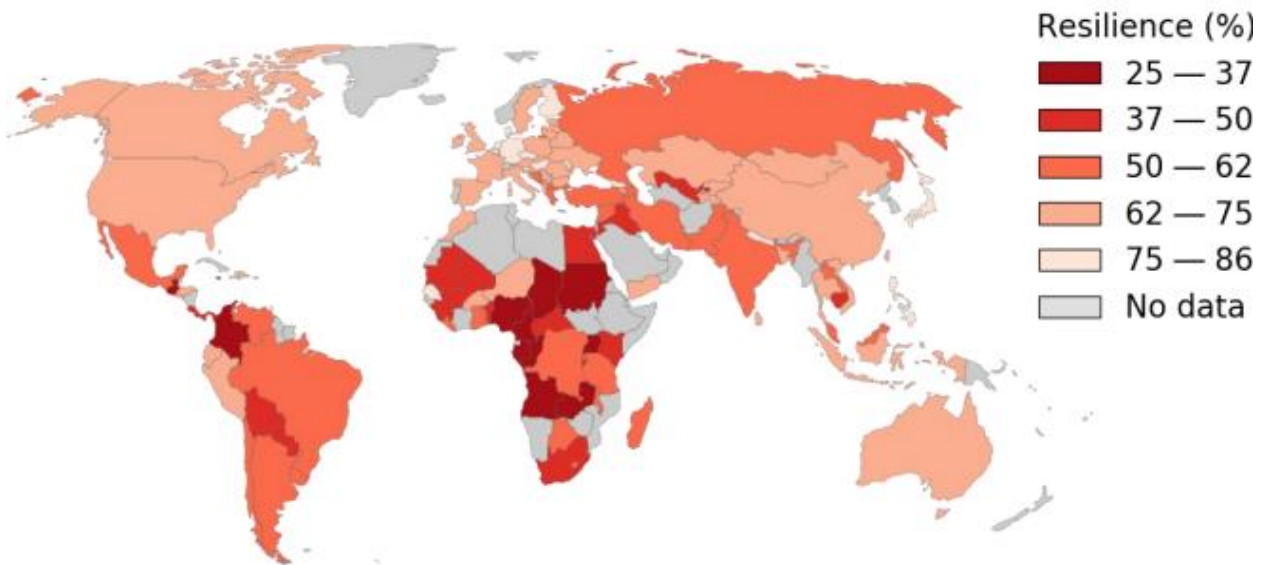 Resilience (%)
25 — 37
37 — 50
50 — 62
62 — 75
75 — 86
No data